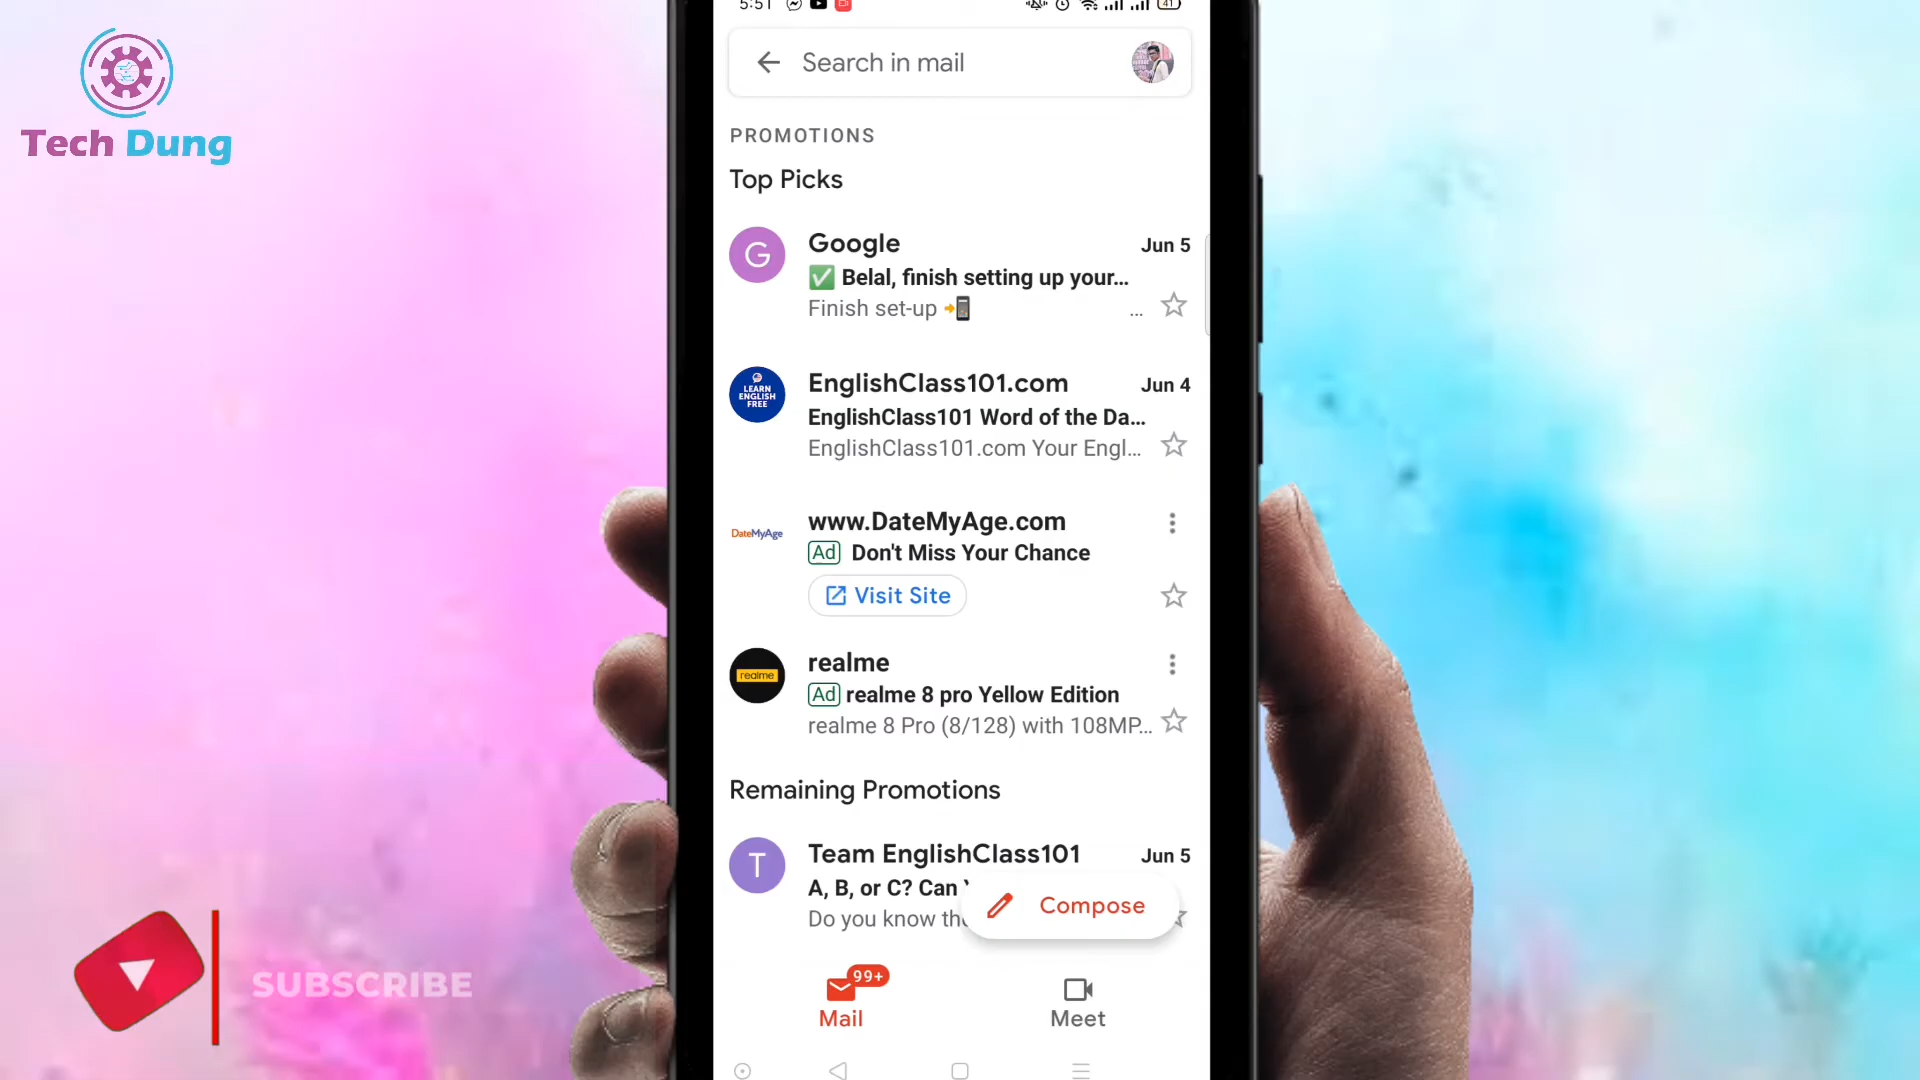 Tech Dung
5:51
41
Search in mail
PROMOTIONS
Top Picks
G
Google
Jun 5
✅ Belal, finish setting up your...
Finish set-up 📲 ...
LEARN
ENGLISH
FREE
EnglishClass101.com
Jun 4
EnglishClass101 Word of the Da...
EnglishClass101.com Your Engl...
DateMyAge
www.DateMyAge.com
Ad Don't Miss Your Chance
Visit Site
realme
realme
Ad realme 8 pro Yellow Edition
realme 8 Pro (8/128) with 108MP...
Remaining Promotions
T
Team EnglishClass101
Jun 5
A, B, or C? Can
Do you know
Compose
99+
Mail
Meet
SUBSCRIBE